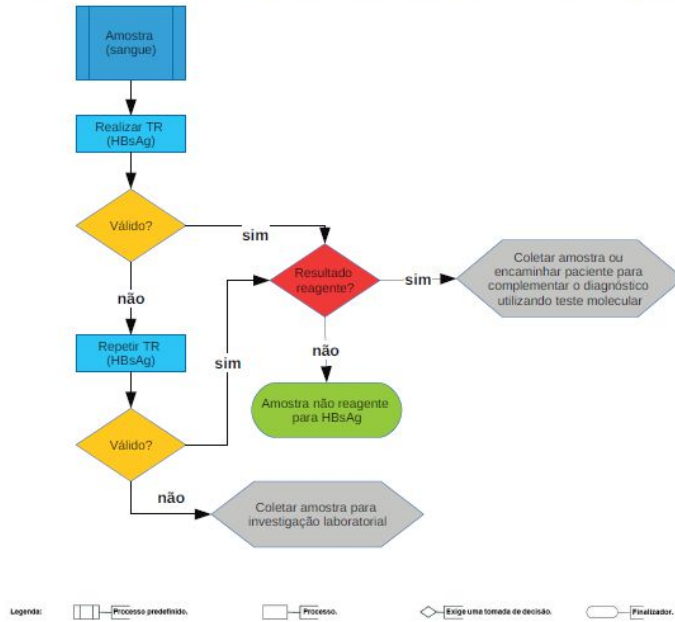 Amostra
(sangue)
Realizar TR
(HBsAg)
Válido?
sim
Resultado
reagente?
sim
Coletar amostra ou
encaminhar paciente para
complementar o diagnóstico
utilizando teste molecular
não
Repetir TR
(HBsAg)
sim
não
Amostra não reagente
para HBsAg
Válido?
não
Coletar amostra para
investigação laboratorial
Legenda:
Processo predefinido.
Processo.
Exige uma tomada de decisão.
Finalizador.